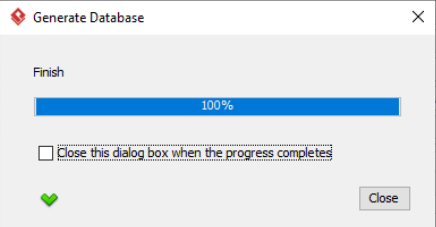 Generate Database
Finish
100%
Close this dialog box when the progress completes
Close